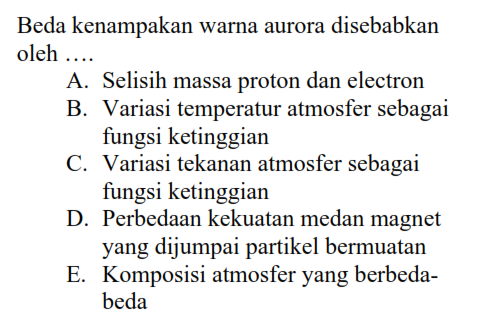 Beda kenampakan warna aurora disebabkan
oleh ….
A. Selisih massa proton dan electron
B. Variasi temperatur atmosfer sebagai
fungsi ketinggian
C. Variasi tekanan atmosfer sebagai
fungsi ketinggian
D. Perbedaan kekuatan medan magnet
yang dijumpai partikel bermuatan
E. Komposisi atmosfer yang berbeda-
beda